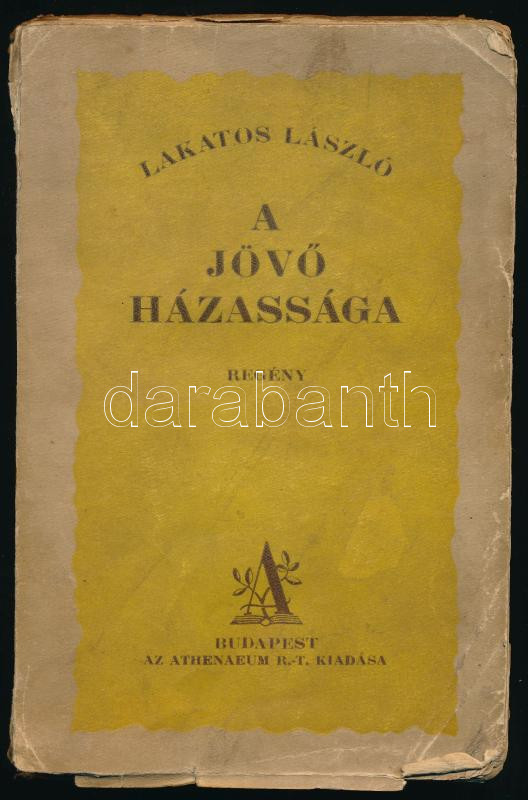 LAKATOS LÁSZLÓ
A
JÖVŐ
HÁZASSÁGA
REGÉNY
darabanth
A
BUDAPEST
AZ ATHENAEUM R.-T. KIADÁSA